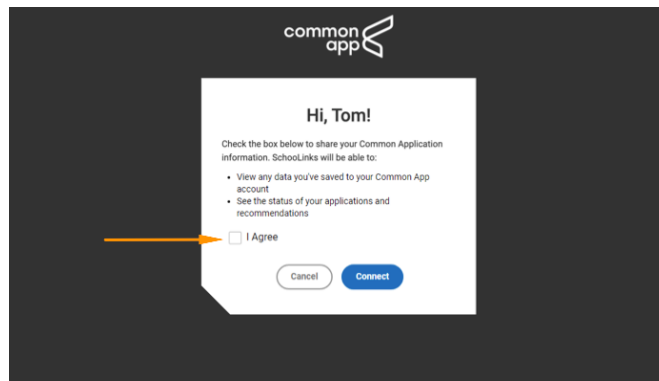 common
app
Hi, Tom!
Check the box below to share your Common Application
information. SchooLinks will be able to:
• View any data you've saved to your Common App
account
• See the status of your applications and
recommendations
I Agree
Cancel Connect